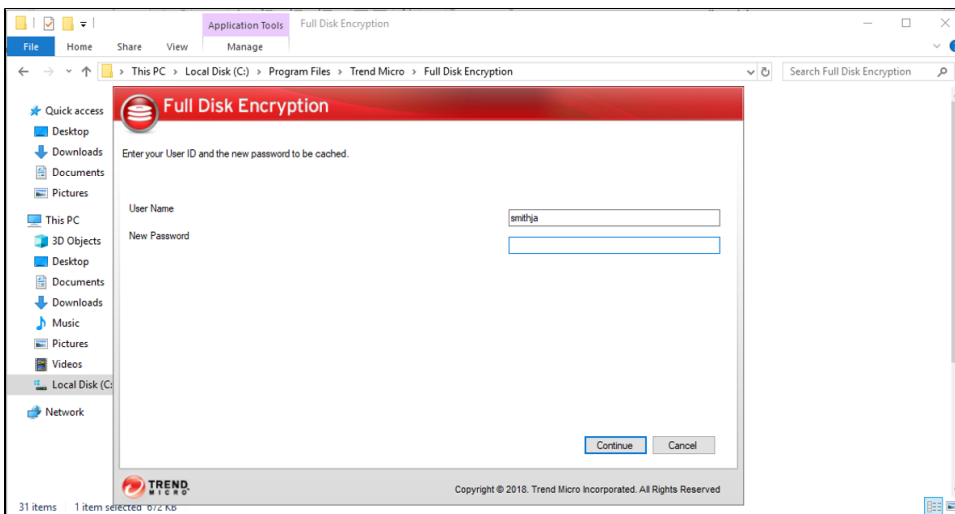 Application Tools Full Disk Encryption
File Home Share View Manage
This PC > Local Disk (C:) > Program Files > Trend Micro > Full Disk Encryption
Search Full Disk Encryption
Quick access
Desktop
Downloads
Documents
Pictures
This PC
3D Objects
Desktop
Documents
Downloads
Music
Pictures
Videos
Local Disk (C:
Network
Full Disk Encryption
Enter your User ID and the new password to be cached.
User Name
smithja
New Password
Continue Cancel
TREND MICRO
Copyright © 2018. Trend Micro Incorporated. All Rights Reserved
31 items 1 item selected 672 KB